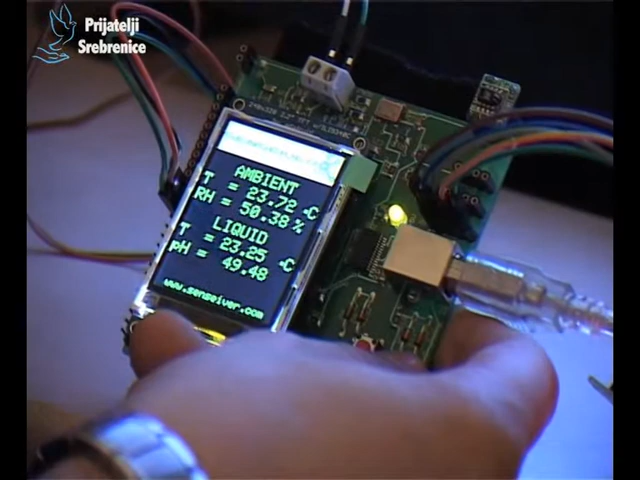 Prijatelji
Srebrenice
AMBIENT
T = 23.72 °C
RH = 50.38 %
LIQUID
T = 23.25 °C
pH = 49.48
www.senseiver.com